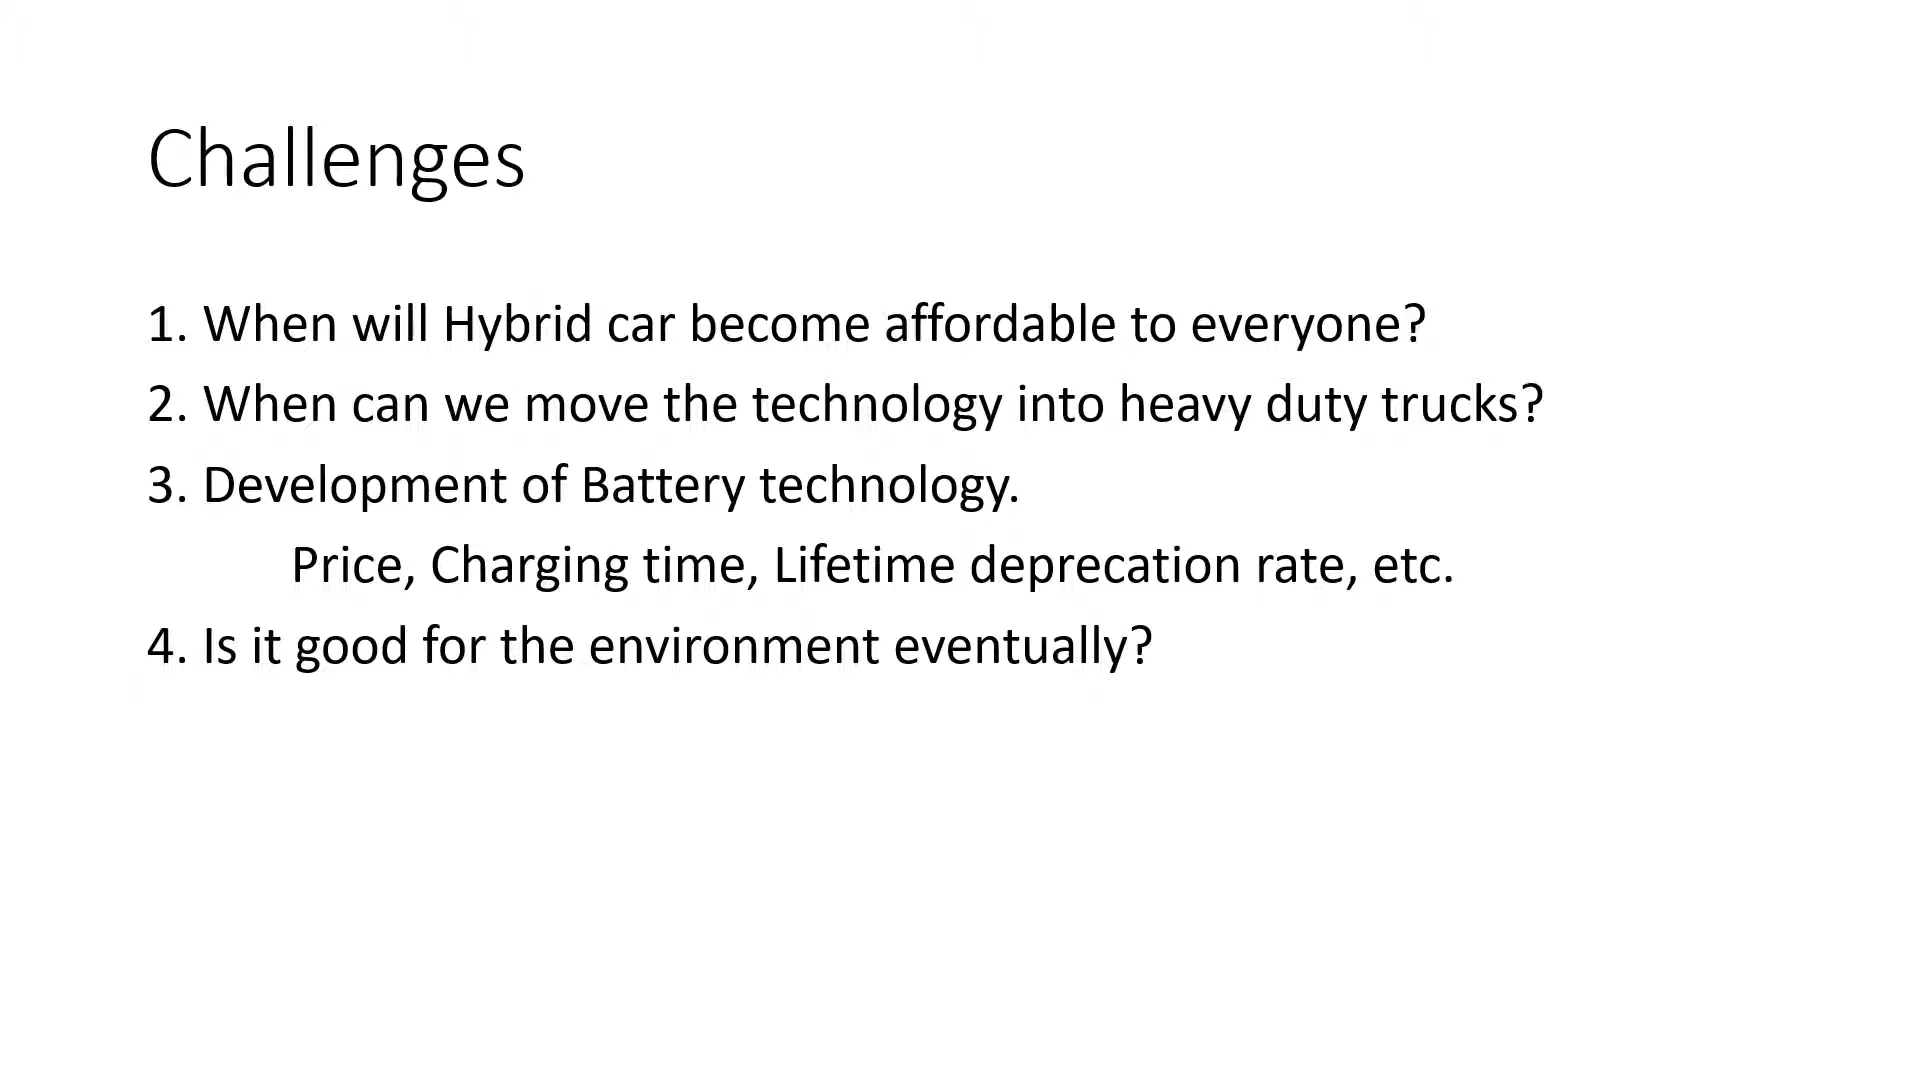 Challenges
1. When will Hybrid car become affordable to everyone?
2. When can we move the technology into heavy duty trucks?
3. Development of Battery technology.
Price, Charging time, Lifetime deprecation rate, etc.
4. Is it good for the environment eventually?